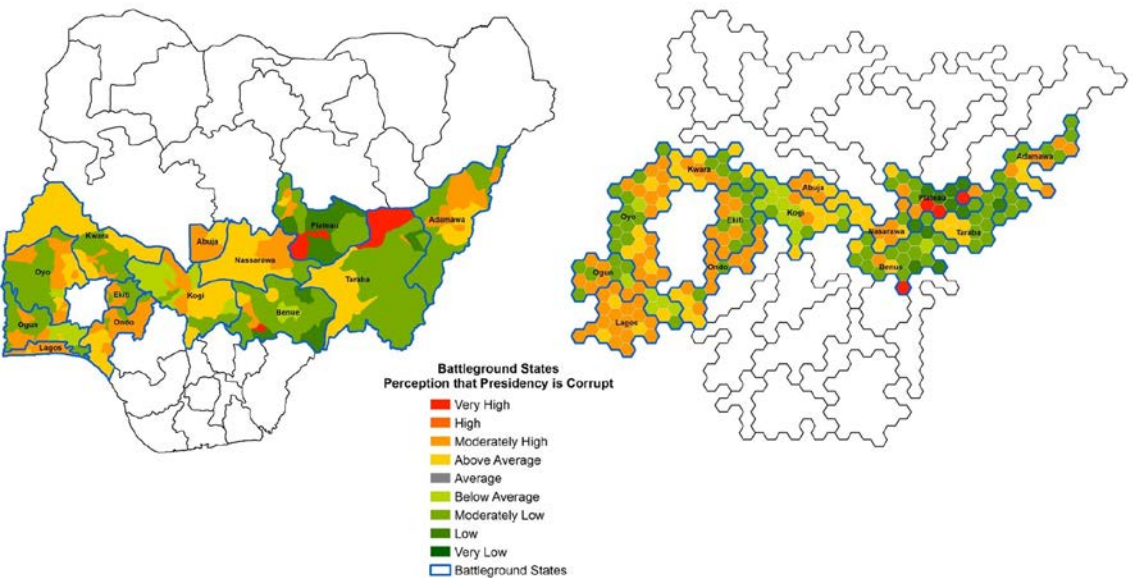 Kwara
Oyo
Ogun
Lagos
Ekiti
Ondo
Abuja
Kogi
Nassarawa
Plateau
Benue
Taraba
Adamawa
Kwara
Oyo
Ogun
Lagos
Ekiti
Ondo
Abuja
Kogi
Nasarawa
Plateau
Benue
Taraba
Adamawa
Battleground States
Perception that Presidency is Corrupt
Very High
High
Moderately High
Above Average
Average
Below Average
Moderately Low
Low
Very Low
Battleground States